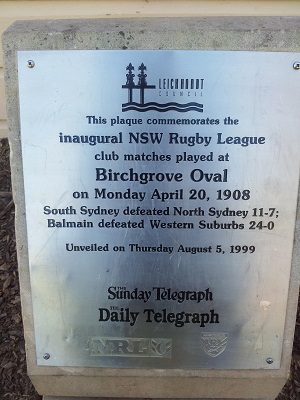 LEICHHARDT
COUNCIL
This plaque commemorates the
inaugural NSW Rugby League
club matches played at
Birchgrove Oval
on Monday April 20, 1908
South Sydney defeated North Sydney 11-7;
Balmain defeated Western Suburbs 24-0
Unveiled on Thursday August 5, 1999
THE
Sunday Telegraph
THE
Daily Telegraph
NRL